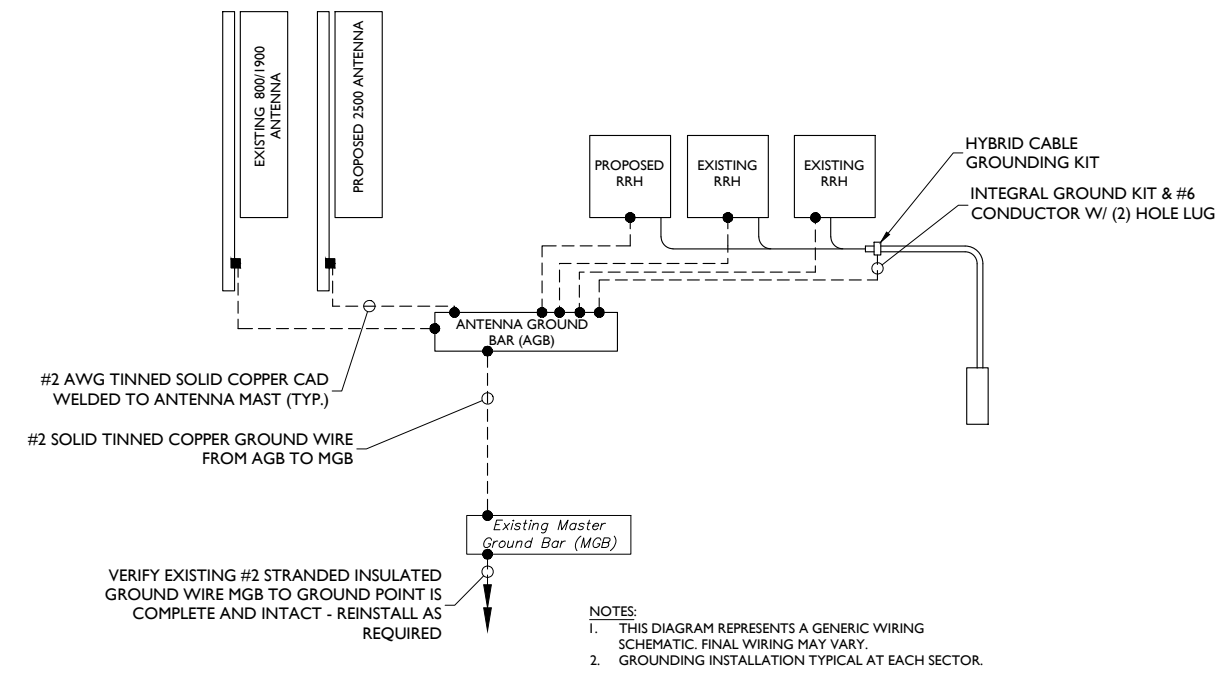 EXISTING 800/1900
ANTENNA
PROPOSED 2500 ANTENNA
PROPOSED
RRH
EXISTING
RRH
EXISTING
RRH
HYBRID CABLE
GROUNDING KIT
INTEGRAL GROUND KIT & #6
CONDUCTOR W/ (2) HOLE LUG
ANTENNA GROUND
BAR (AGB)
#2 AWG TINNED SOLID COPPER CAD
WELDED TO ANTENNA MAST (TYP.)
#2 SOLID TINNED COPPER GROUND WIRE
FROM AGB TO MGB
Existing Master
Ground Bar (MGB)
VERIFY EXISTING #2 STRANDED INSULATED
GROUND WIRE MGB TO GROUND POINT IS
COMPLETE AND INTACT - REINSTALL AS
REQUIRED
NOTES:
1. THIS DIAGRAM REPRESENTS A GENERIC WIRING
SCHEMATIC. FINAL WIRING MAY VARY.
2. GROUNDING INSTALLATION TYPICAL AT EACH SECTOR.